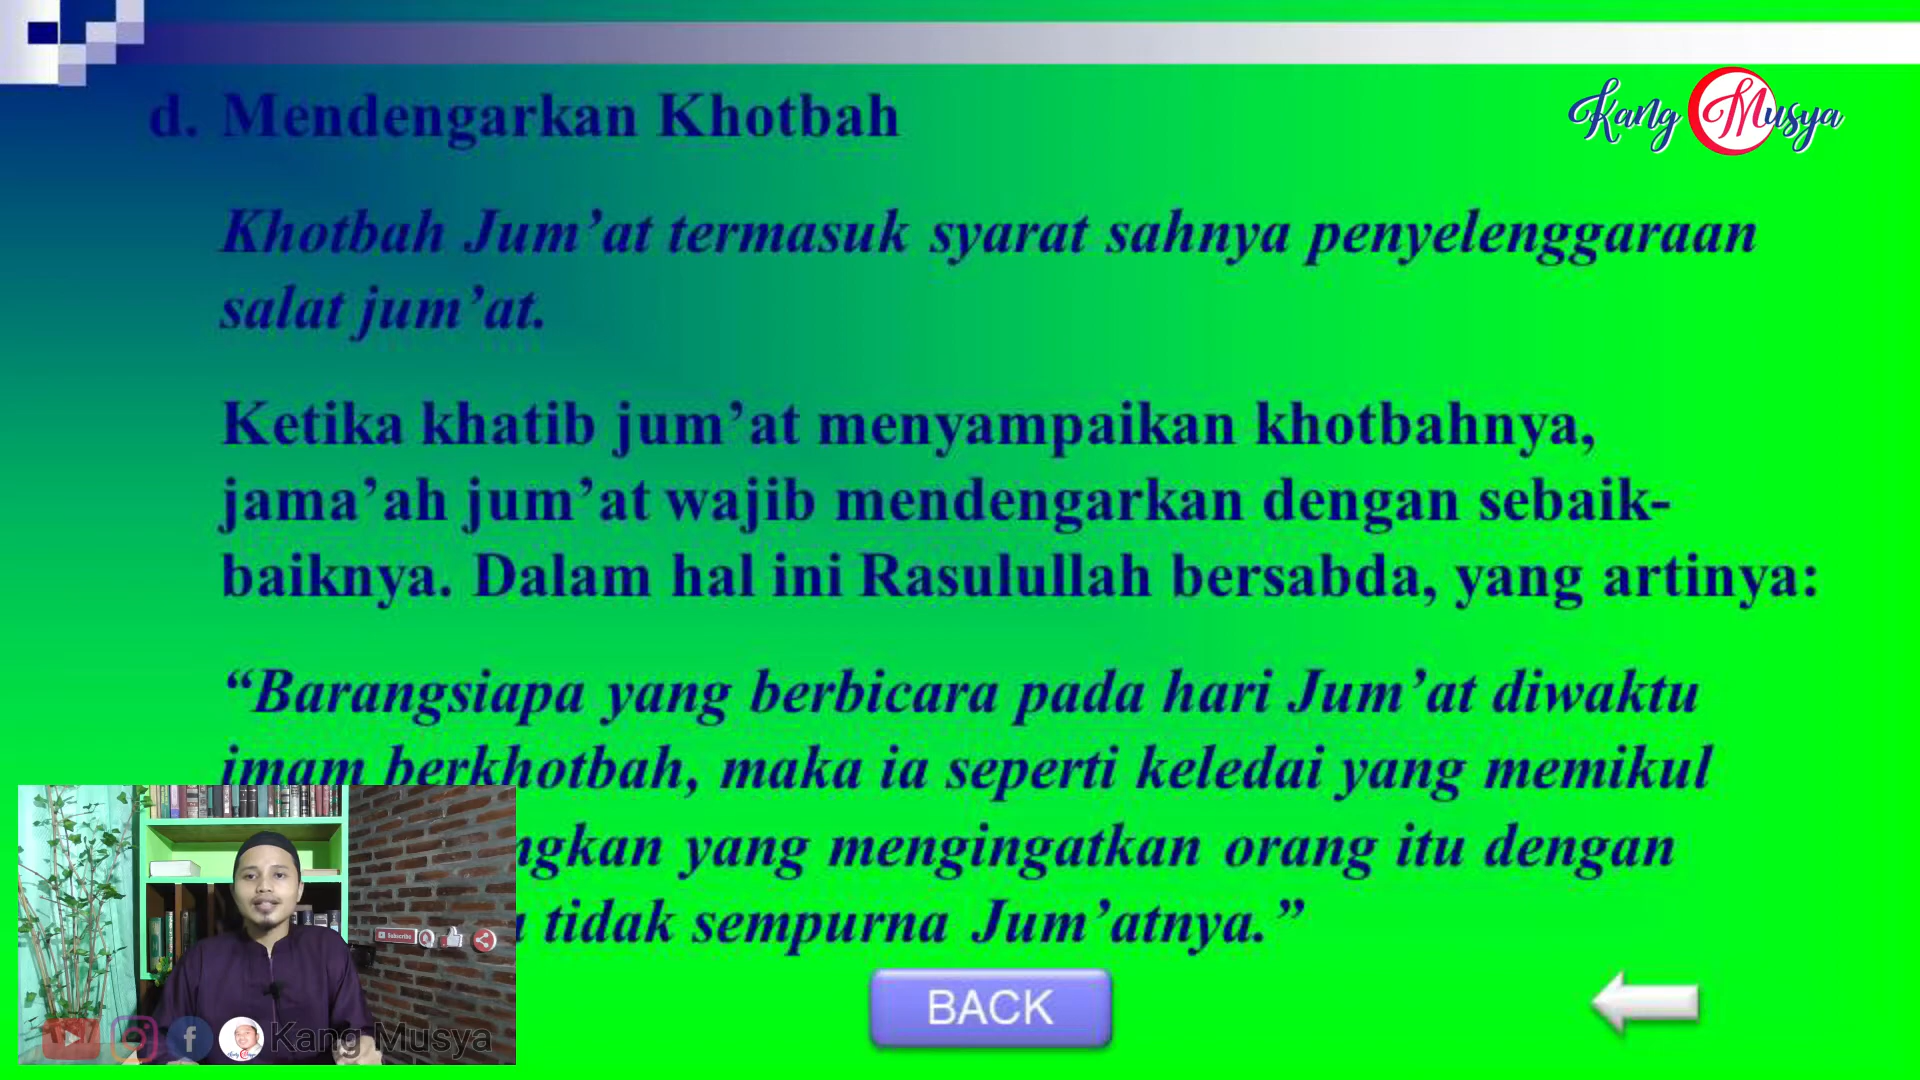 Kang Musya
d. Mendengarkan Khotbah
Khotbah Jum’at termasuk syarat sahnya penyelenggaraan
salat jum’at.
Ketika khatib jum’at menyampaikan khotbahnya,
jama’ah jum’at wajib mendengarkan dengan sebaik-
baiknya. Dalam hal ini Rasulullah bersabda, yang artinya:
“Barangsiapa yang berbicara pada hari Jum’at diwaktu
imam berkhotbah, maka ia seperti keledai yang memikul
ngkan yang mengingatkan orang itu dengan
tidak sempurna Jum’atnya.”
Subscribe
BACK
Kang Musya